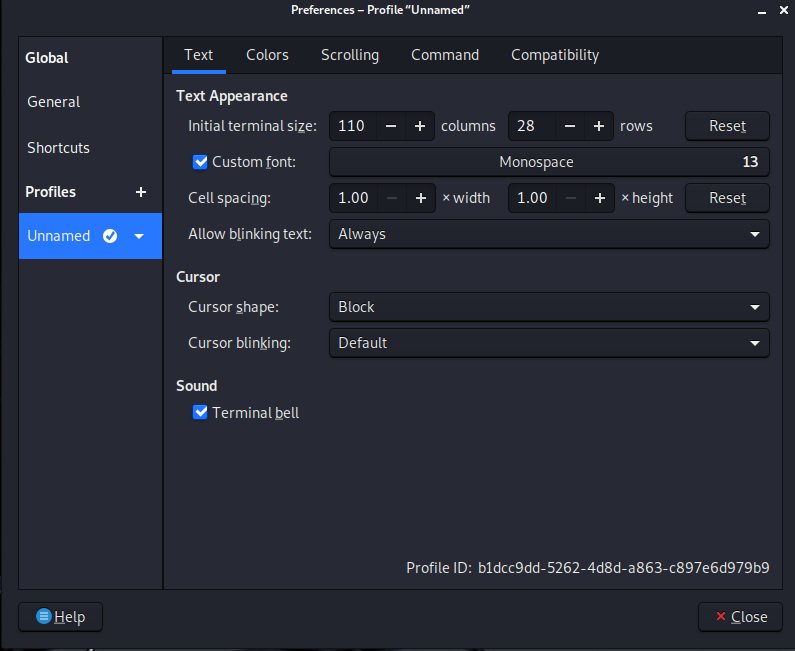 Preferences – Profile “Unnamed”
Global
General
Shortcuts
Profiles +
Unnamed
Text Colors Scrolling Command Compatibility
Text Appearance
Initial terminal size: 110 − + columns 28 − + rows Reset
Custom font: Monospace 13
Cell spacing: 1.00 − + × width 1.00 − + × height Reset
Allow blinking text: Always
Cursor
Cursor shape: Block
Cursor blinking: Default
Sound
Terminal bell
Profile ID: b1dcc9dd-5262-4d8d-a863-c897e6d979b9
Help Close